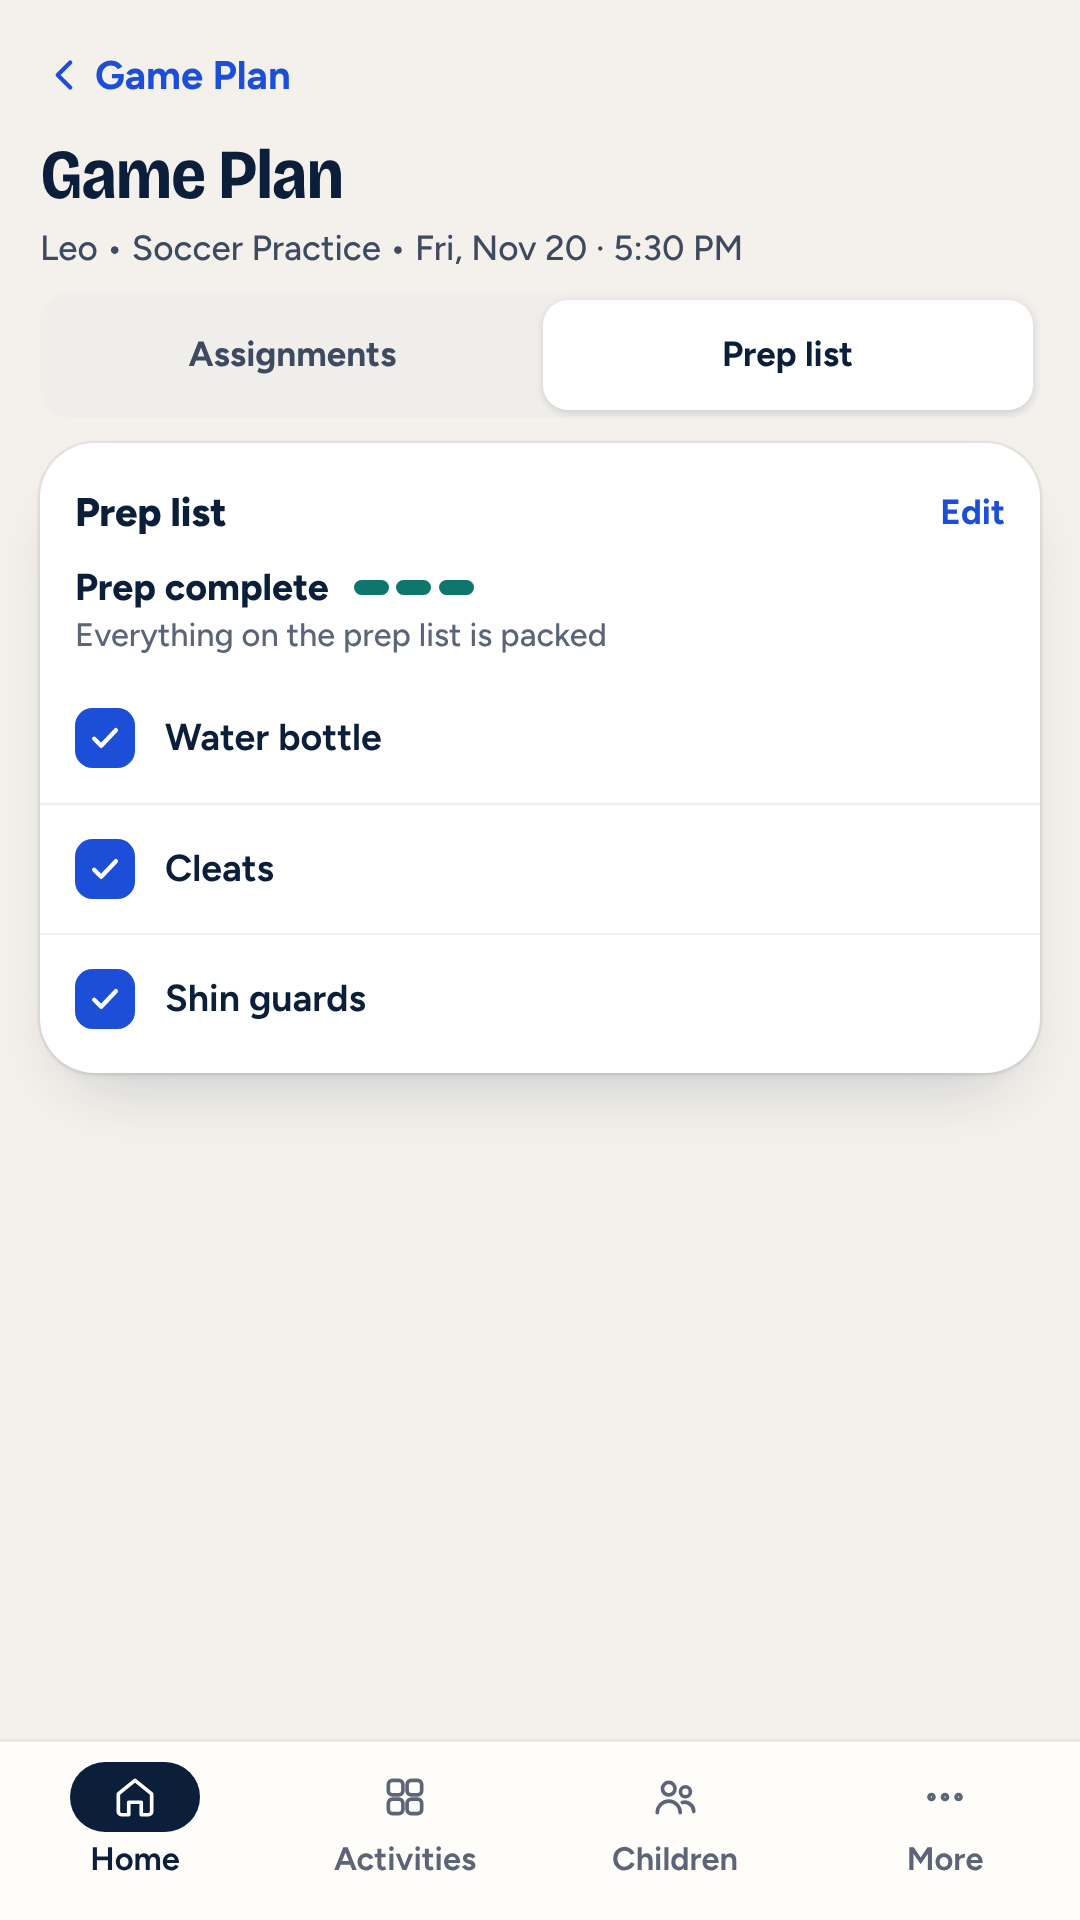 Game Plan
Game Plan
Leo • Soccer Practice • Fri, Nov 20 · 5:30 PM
Assignments
Prep list
Prep list
Edit
Prep complete
Everything on the prep list is packed
Water bottle
Cleats
Shin guards
Home
Activities
Children
More